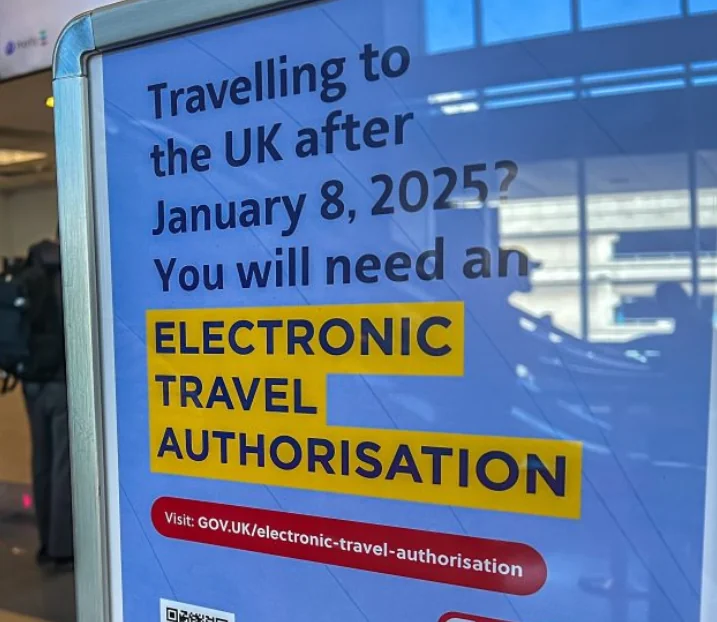 Travelling to
the UK after
January 8, 2025?
You will need an
ELECTRONIC
TRAVEL
AUTHORISATION
Visit: GOV.UK/electronic-travel-authorisation